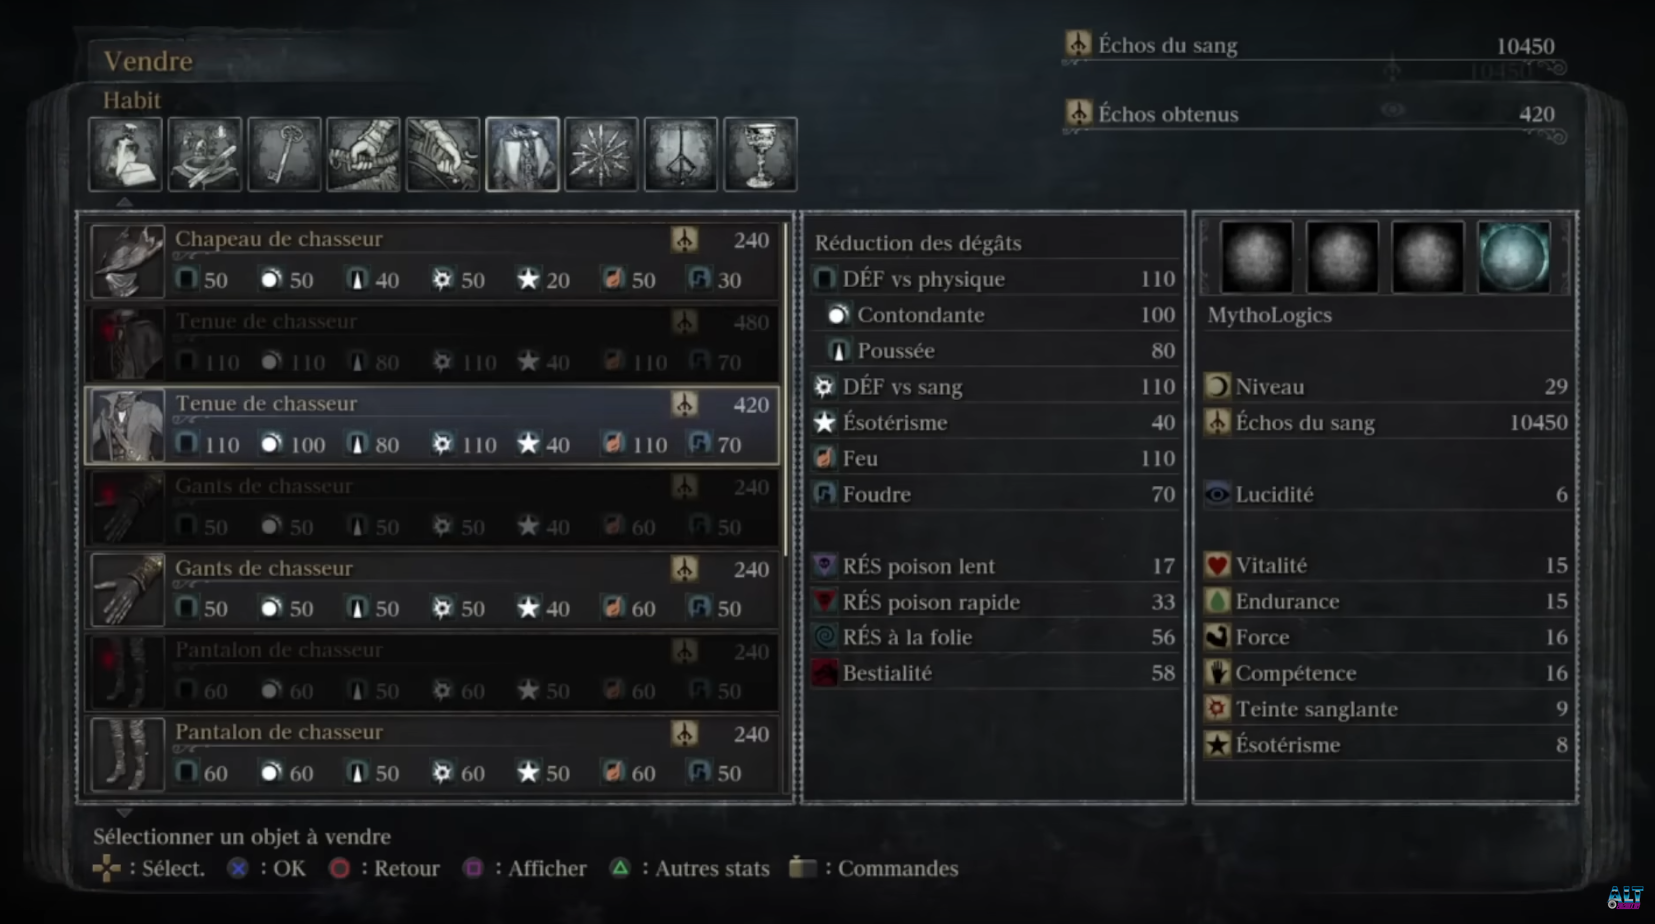 Vendre
Habit
Échos du sang 10450
Échos obtenus 420
Chapeau de chasseur 240
50 50 40 50 20 50 30
Tenue de chasseur 480
110 110 80 110 40 110 70
Tenue de chasseur 420
110 100 80 110 40 110 70
Gants de chasseur 240
50 50 50 50 40 60 50
Gants de chasseur 240
50 50 50 50 40 60 50
Pantalon de chasseur 240
60 60 50 60 50 60 50
Pantalon de chasseur 240
60 60 50 60 50 60 50
Réduction des dégâts
DÉF vs physique 110
Contondante 100
Poussée 80
DÉF vs sang 110
Ésotérisme 40
Feu 110
Foudre 70
RÉS poison lent 17
RÉS poison rapide 33
RÉS à la folie 56
Bestialité 58
MythoLogics
Niveau 29
Échos du sang 10450
Lucidité 6
Vitalité 15
Endurance 15
Force 16
Compétence 16
Teinte sanglante 9
Ésotérisme 8
Sélectionner un objet à vendre
: Sélect. : OK : Retour : Afficher : Autres stats : Commandes
ALT